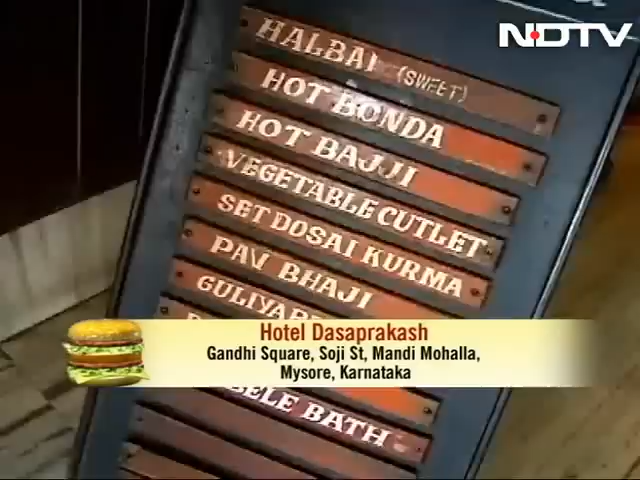 NDTV
HALBAI (SWEET)
HOT BONDA
HOT BAJJI
VEGETABLE CUTLET
SET DOSAI KURMA
PAV BHAJI
Hotel Dasaprakash
Gandhi Square, Soji St, Mandi Mohalla,
Mysore, Karnataka
BELE BATH